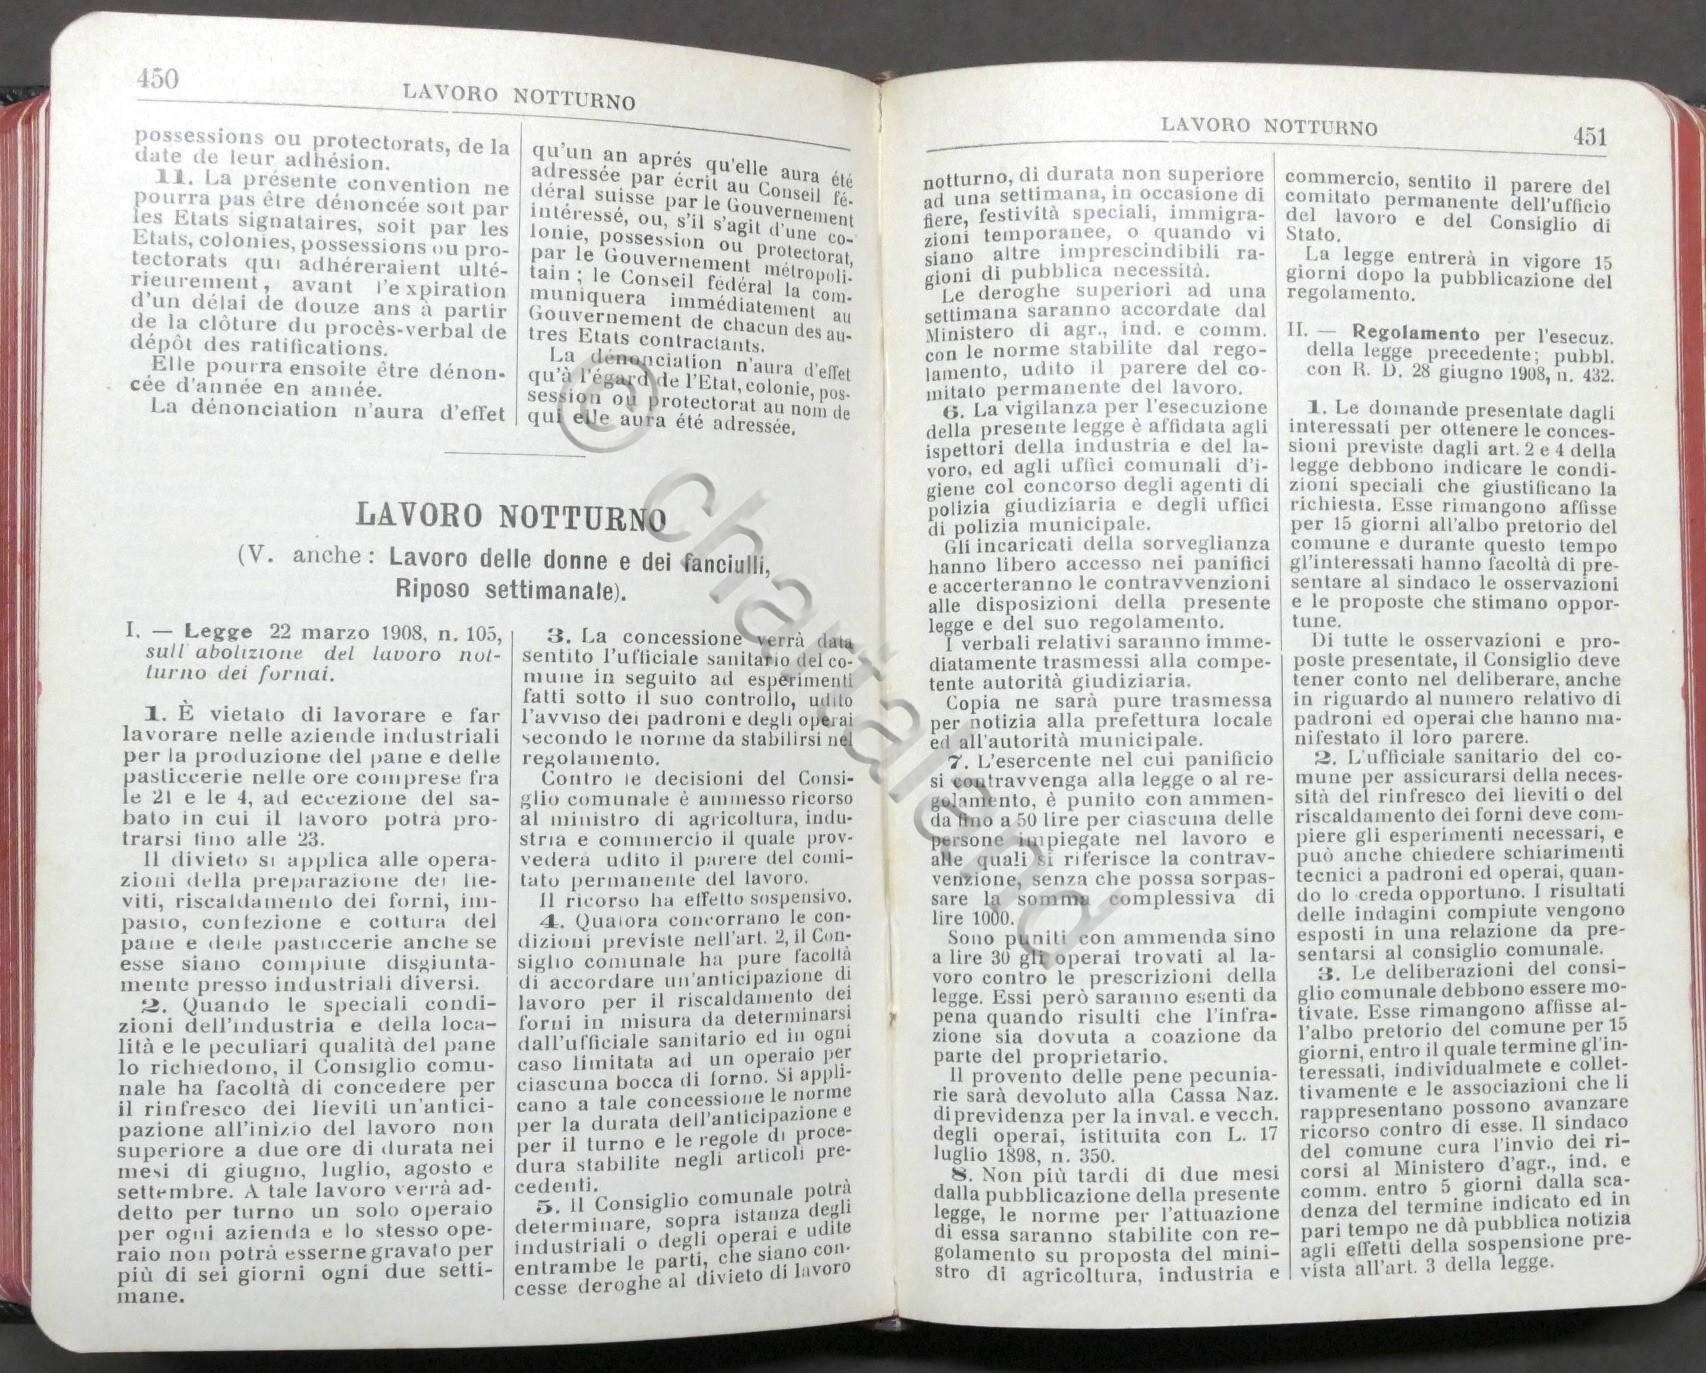 450
LAVORO NOTTURNO
possessions ou protectorats, de la
date de leur adhésion.
11. La présente convention ne
pourra pas être dénoncée soit par
les Etats signataires, soit par les
Etats, colonies, possessions ou pro-
tectorats qui adhéreraient ulté-
rieurement, avant l'expiration
d'un délai de douze ans à partir
de la clôture du procès-verbal de
dépôt des ratifications.
Elle pourra ensoite être dénon-
cée d'année en année.
La dénonciation n'aura d'effet
qu'un an aprés qu'elle aura été
adressée par écrit au Conseil fé-
déral suisse par le Gouvernement
intéressé, ou, s'il s'agit d'une co-
lonie, possession ou protectorat,
par le Gouvernement métropoli-
tain; le Conseil fédéral la com-
muniquera immédiatement au
Gouvernement de chacun des au-
tres Etats contractants.
La dénonciation n'aura d'effet
qu'à l'égard de l'Etat, colonie, pos-
session ou protectorat au nom de
qui elle aura été adressée.
LAVORO NOTTURNO
(V. anche: Lavoro delle donne e dei fanciulli,
Riposo settimanale).
I. — Legge 22 marzo 1908, n. 105,
sull'abolizione del lavoro not-
turno dei fornai.
1. È vietato di lavorare e far
lavorare nelle aziende industriali
per la produzione del pane e delle
pasticcerie nelle ore comprese fra
le 21 e le 4, ad eccezione del sa-
bato in cui il lavoro potrà pro-
trarsi fino alle 23.
Il divieto si applica alle opera-
zioni della preparazione dei lie-
viti, riscaldamento dei forni, im-
pasto, confezione e cottura del
pane e delle pasticcerie anche se
esse siano compiute disgiunta-
mente presso industriali diversi.
2. Quando le speciali condi-
zioni dell'industria e della loca-
lità e le peculiari qualità del pane
lo richiedono, il Consiglio comu-
nale ha facoltà di concedere per
il rinfresco dei lieviti un'antici-
pazione all'inizio del lavoro non
superiore a due ore di durata nei
mesi di giugno, luglio, agosto e
settembre. A tale lavoro verrà ad-
detto per turno un solo operaio
per ogni azienda e lo stesso ope-
raio non potrà esserne gravato per
più di sei giorni ogni due setti-
mane.
3. La concessione verrà data
sentito l'ufficiale sanitario del co-
mune in seguito ad esperimenti
fatti sotto il suo controllo, udito
l'avviso dei padroni e degli operai
secondo le norme da stabilirsi nel
regolamento.
Contro le decisioni del Consi-
glio comunale è ammesso ricorso
al ministro di agricoltura, indu-
stria e commercio il quale prov-
vederà udito il parere del comi-
tato permanente del lavoro.
Il ricorso ha effetto sospensivo.
4. Qualora concorrano le con-
dizioni previste nell'art. 2, il Con-
siglio comunale ha pure facoltà
di accordare un'anticipazione di
lavoro per il riscaldamento dei
forni in misura da determinarsi
dall'ufficiale sanitario ed in ogni
caso limitata ad un operaio per
ciascuna bocca di forno. Si appli-
cano a tale concessione le norme
per la durata dell'anticipazione e
per il turno e le regole di proce-
dura stabilite negli articoli pre-
cedenti.
5. Il Consiglio comunale potrà
determinare, sopra istanza degli
industriali o degli operai e udite
entrambe le parti, che siano con-
cesse deroghe al divieto di lavoro
LAVORO NOTTURNO
451
notturno, di durata non superiore
ad una settimana, in occasione di
fiere, festività speciali, immigra-
zioni temporanee, o quando vi
siano altre imprescindibili ra-
gioni di pubblica necessità.
Le deroghe superiori ad una
settimana saranno accordate dal
Ministero di agr., ind. e comm.
con le norme stabilite dal rego-
lamento, udito il parere del co-
mitato permanente del lavoro.
6. La vigilanza per l'esecuzione
della presente legge è affidata agli
ispettori della industria e del la-
voro, ed agli uffici comunali d'i-
giene col concorso degli agenti di
polizia giudiziaria e degli uffici
di polizia municipale.
Gli incaricati della sorveglianza
hanno libero accesso nei panifici
e accerteranno le contravvenzioni
alle disposizioni della presente
legge e del suo regolamento.
I verbali relativi saranno imme-
diatamente trasmessi alla compe-
tente autorità giudiziaria.
Copia ne sarà pure trasmessa
per notizia alla prefettura locale
ed all'autorità municipale.
7. L'esercente nel cui panificio
si contravvenga alla legge o al re-
golamento, è punito con ammen-
da fino a 50 lire per ciascuna delle
persone impiegate nel lavoro e
alle quali si riferisce la contrav-
venzione, senza che possa sorpas-
sare la somma complessiva di
lire 1000.
Sono puniti con ammenda sino
a lire 30 gli operai trovati al la-
voro contro le prescrizioni della
legge. Essi però saranno esenti da
pena quando risulti che l'infra-
zione sia dovuta a coazione da
parte del proprietario.
Il provento delle pene pecunia-
rie sarà devoluto alla Cassa Naz.
di previdenza per la inval. e vecch.
degli operai, istituita con L. 17
luglio 1898, n. 350.
8. Non più tardi di due mesi
dalla pubblicazione della presente
legge, le norme per l'attuazione
di essa saranno stabilite con re-
golamento su proposta del mini-
stro di agricoltura, industria e
commercio, sentito il parere del
comitato permanente dell'ufficio
del lavoro e del Consiglio di
Stato.
La legge entrerà in vigore 15
giorni dopo la pubblicazione del
regolamento.
II. — Regolamento per l'esecuz.
della legge precedente; pubbl.
con R. D. 28 giugno 1908, n. 432.
1. Le domande presentate dagli
interessati per ottenere le conces-
sioni previste dagli art. 2 e 4 della
legge debbono indicare le condi-
zioni speciali che giustificano la
richiesta. Esse rimangono affisse
per 15 giorni all'albo pretorio del
comune e durante questo tempo
gl'interessati hanno facoltà di pre-
sentare al sindaco le osservazioni
e le proposte che stimano oppor-
tune.
Di tutte le osservazioni e pro-
poste presentate, il Consiglio deve
tener conto nel deliberare, anche
in riguardo al numero relativo di
padroni ed operai che hanno ma-
nifestato il loro parere.
2. L'ufficiale sanitario del co-
mune per assicurarsi della neces-
sità del rinfresco dei lieviti o del
riscaldamento dei forni deve com-
piere gli esperimenti necessari, e
può anche chiedere schiarimenti
tecnici a padroni ed operai, quan-
do lo creda opportuno. I risultati
delle indagini compiute vengono
esposti in una relazione da pre-
sentarsi al consiglio comunale.
3. Le deliberazioni del consi-
glio comunale debbono essere mo-
tivate. Esse rimangono affisse al-
l'albo pretorio del comune per 15
giorni, entro il quale termine gl'in-
teressati, individualmete e collet-
tivamente e le associazioni che li
rappresentano possono avanzare
ricorso contro di esse. Il sindaco
del comune cura l'invio dei ri-
corsi al Ministero d'agr., ind. e
comm. entro 5 giorni dalla sca-
denza del termine indicato ed in
pari tempo ne dà pubblica notizia
agli effetti della sospensione pre-
vista all'art. 3 della legge.
© chartaland